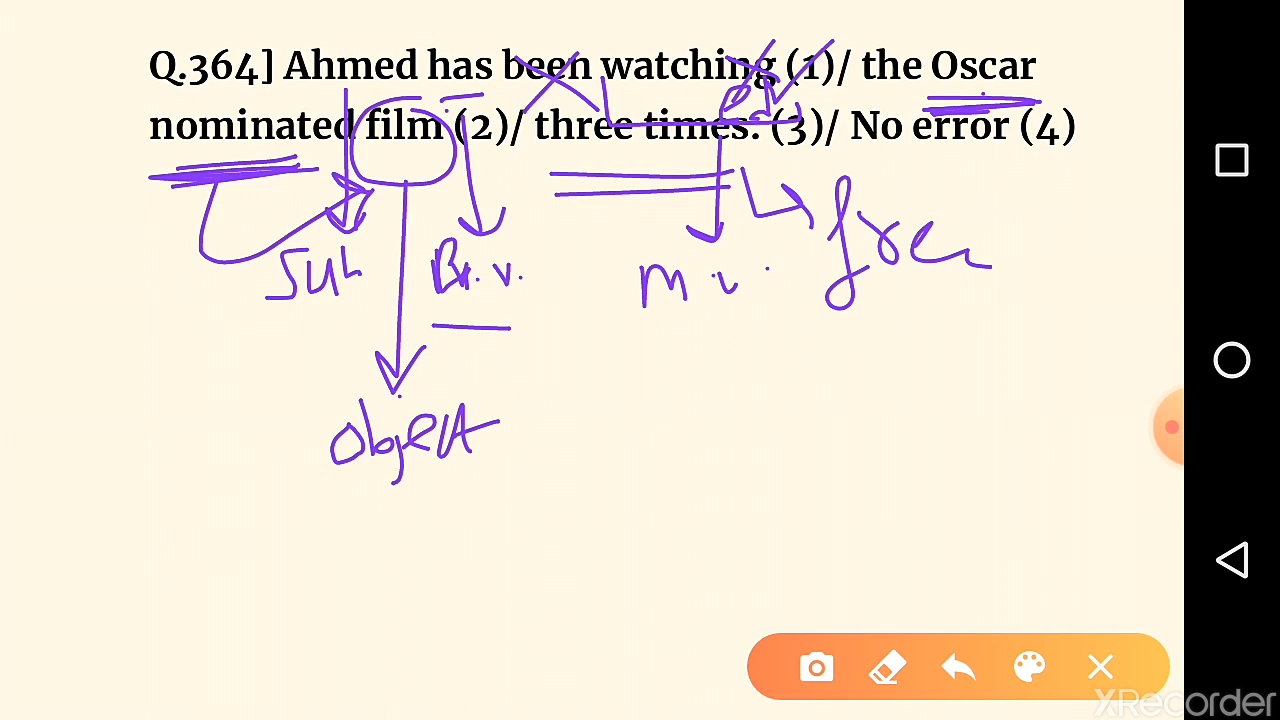 Q.364] Ahmed has been watching (1)/ the Oscar
nominated film (2)/ three times. (3)/ No error (4)
ed
Sub
m.v.
object
XRecorder